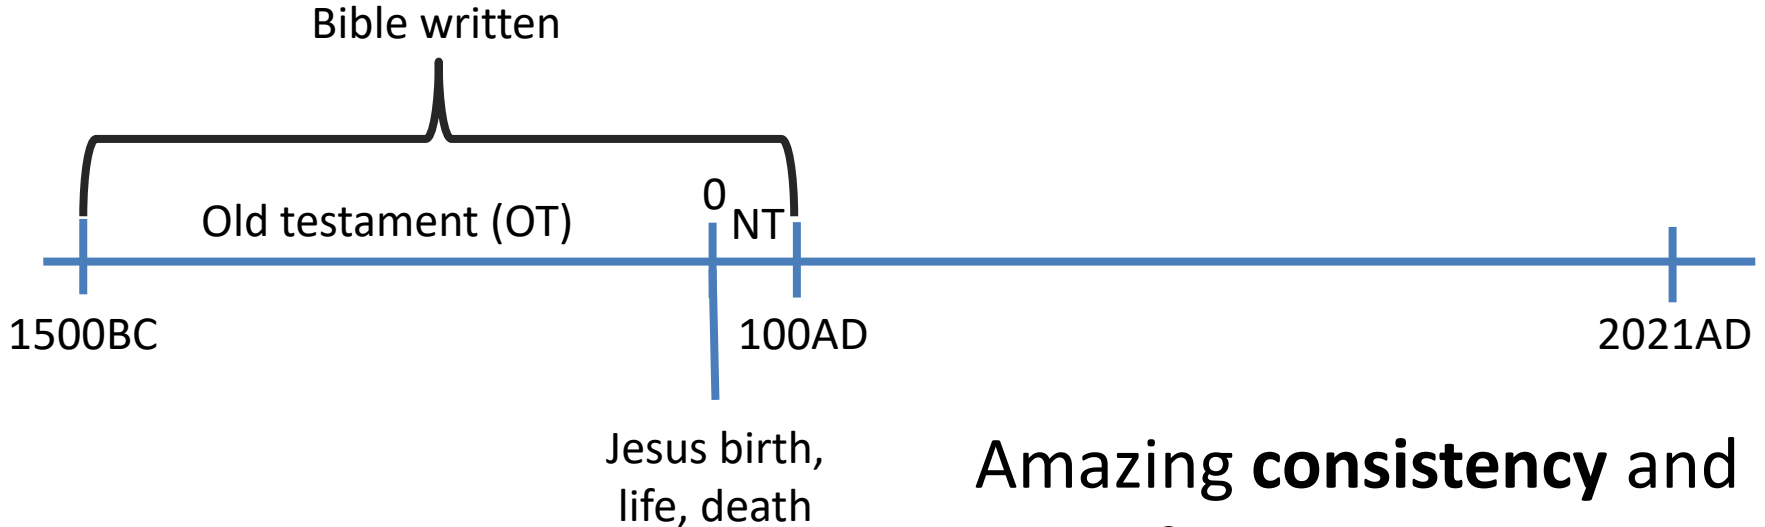 Bible written
0
Old testament (OT)
NT
1500BC
100AD
2021AD
Jesus birth,
life, death
Amazing consistency and